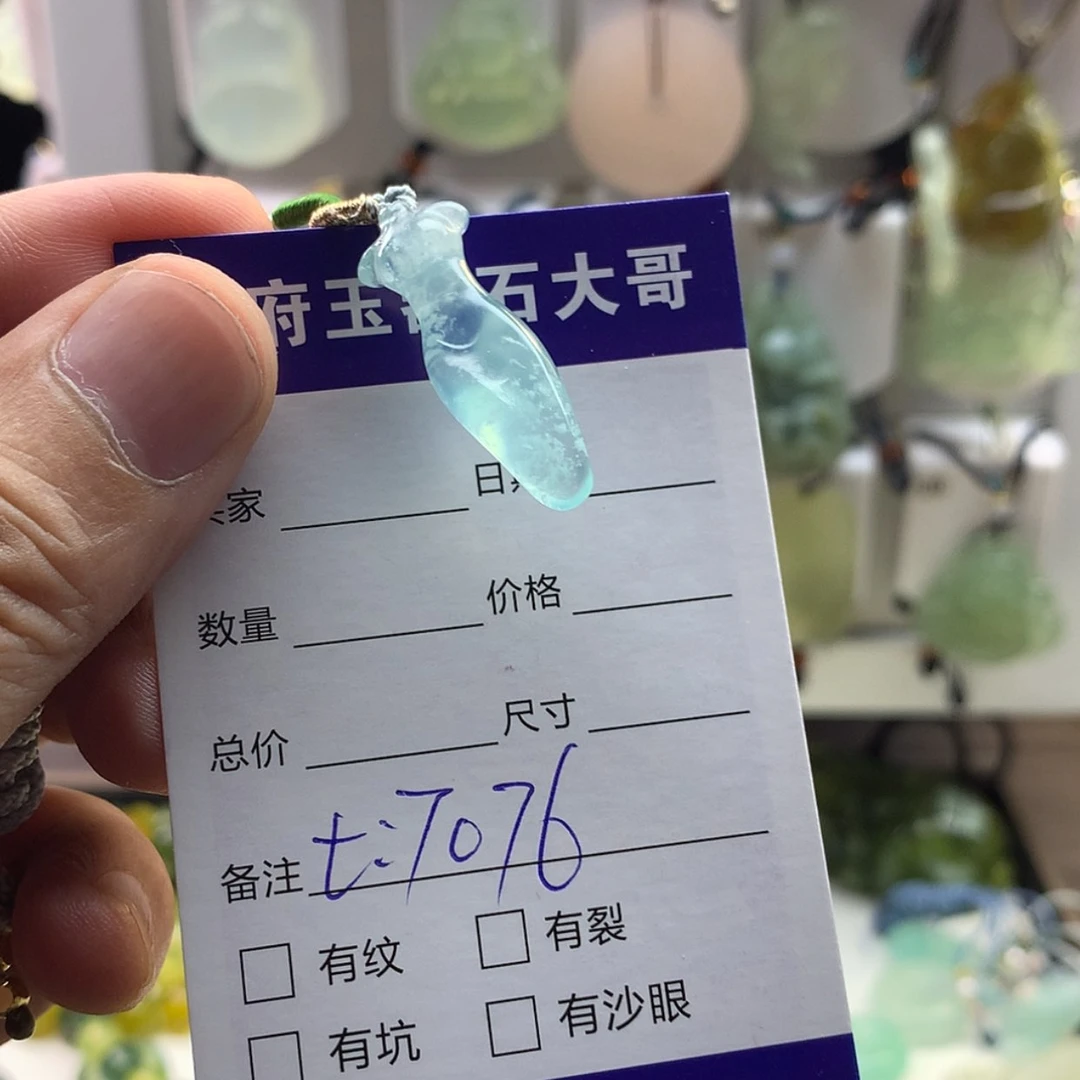 府玉 石大哥
家 日
数量 价格
总价 尺寸
备注 t:7076
有纹 有裂
有坑 有沙眼